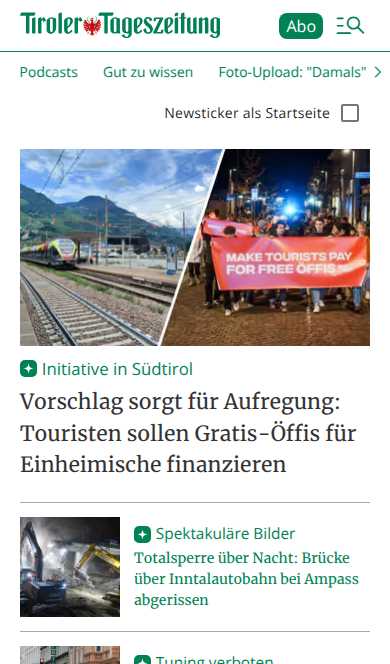 Tiroler Tageszeitung
Abo
Podcasts Gut zu wissen Foto-Upload: "Damals"
Newsticker als Startseite
MAKE TOURISTS PAY
FOR FREE ÖFFIS
Initiative in Südtirol
Vorschlag sorgt für Aufregung:
Touristen sollen Gratis-Öffis für
Einheimische finanzieren
Spektakuläre Bilder
Totalsperre über Nacht: Brücke
über Inntalautobahn bei Ampass
abgerissen
Tuning verboten